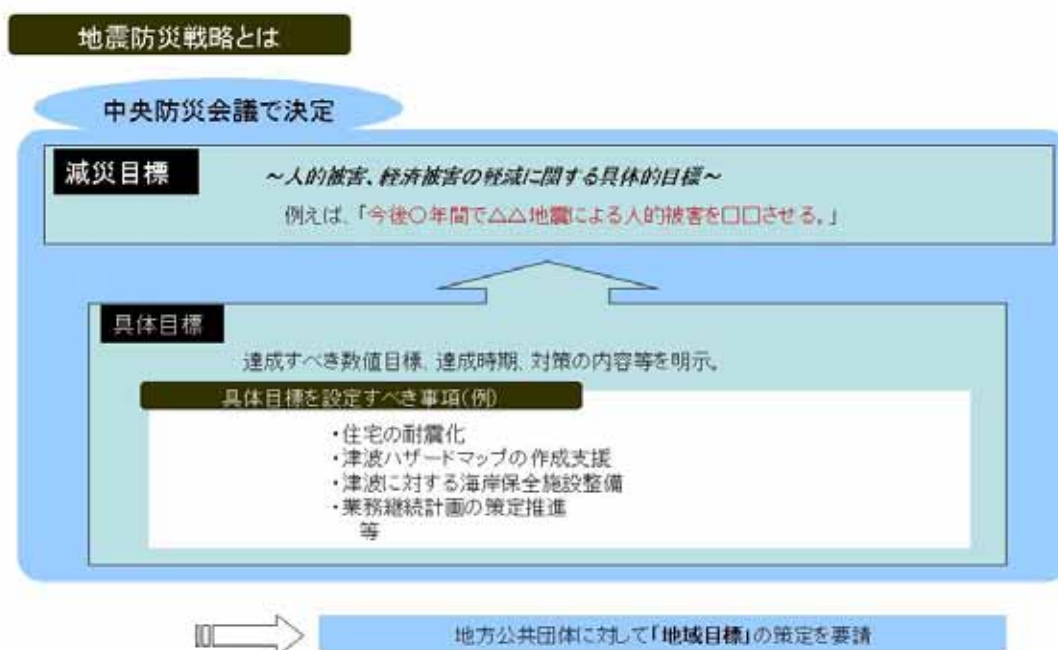 地震防災戦略とは
中央防災会議で決定
減災目標
～人的被害、経済被害の軽減に関する具体的目標～
例えば、「今後〇年間で△△地震による人的被害を□□させる。」
具体目標
達成すべき数値目標、達成時期、対策の内容等を明示。
具体目標を設定すべき事項(例)
・住宅の耐震化
・津波ハザードマップの作成支援
・津波に対する海岸保全施設整備
・業務継続計画の策定推進
等
地方公共団体に対して「地域目標」の策定を要請